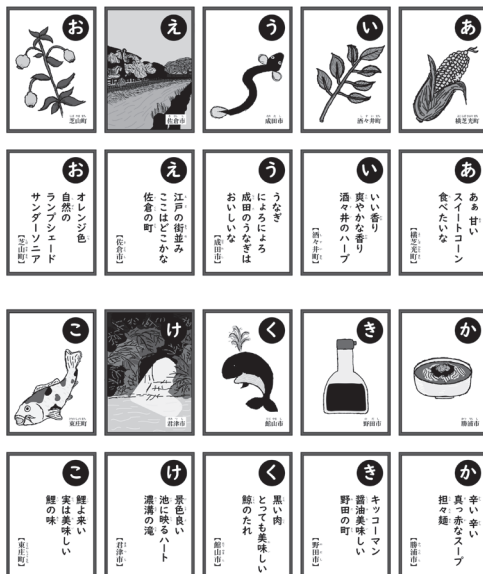 あ
横芝光町
い
酒々井町
う
成田市
え
佐倉市
お
芝山町
あ
あぁ 甘い
スイートコーン
食べたいな
【横芝光町】
い
いい香り
爽やかな香り
酒々井のハーブ
【酒々井町】
う
うなぎ
にょろにょろ
成田のうなぎは
おいしいな
【成田市】
え
江戸の街並み
ここはどこかな
佐倉の町
【佐倉市】
お
オレンジ色
自然の
ランプシェード
サンダーソニア
【芝山町】
か
勝浦市
き
野田市
く
館山市
け
君津市
こ
東庄町
か
辛い辛い
真っ赤なスープ
担々麺
【勝浦市】
き
キッコーマン
醤油美味しい
野田の町
【野田市】
く
黒い肉
とっても美味しい
鯨のたれ
【館山市】
け
景色良い
池に映るハート
濃溝の滝
【君津市】
こ
鯉よ来い
実は美味しい
鯉の味
【東庄町】